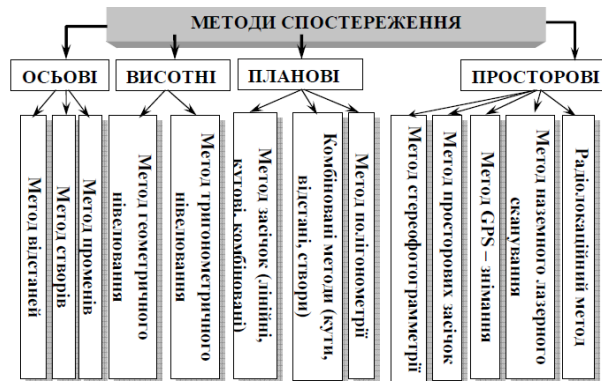 МЕТОДИ СПОСТЕРЕЖЕННЯ
ОСЬОВІ
ВИСОТНІ
ПЛАНОВІ
ПРОСТОРОВІ
Метод відстаней
Метод створів
Метод променів
Метод геометричного
нівелювання
Метод тригонометричного
нівелювання
Метод засічок (лінійні,
кутові, комбіновані)
Комбіновані методи (кути,
відстані, створи)
Метод полігонометрії
Метод стереофотограмметрії
Метод просторових засічок
Метод GPS – знімання
Метод наземного лазерного
сканування
Радіолокаційний метод